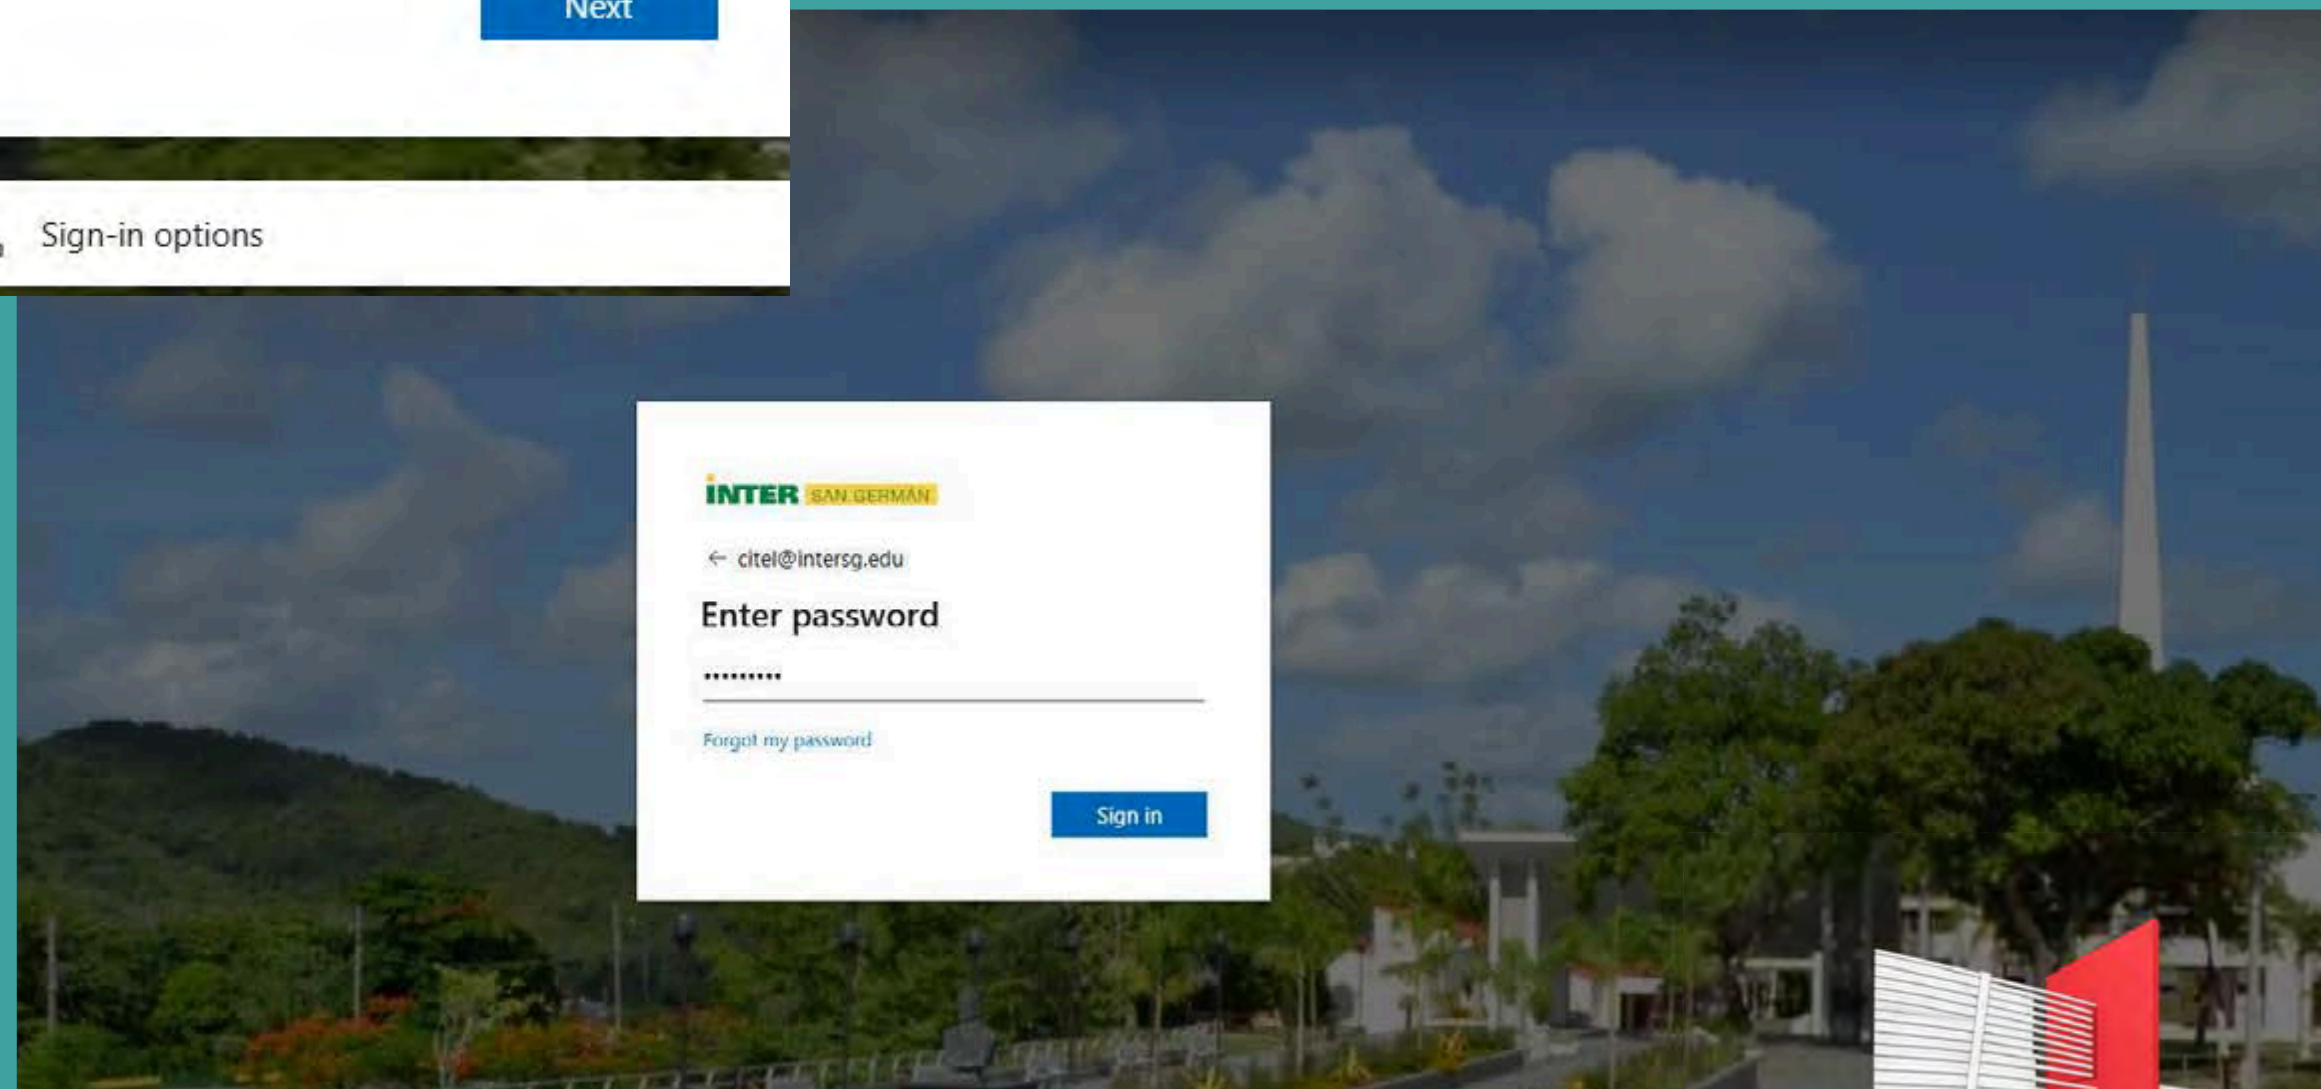 Next
Sign-in options
INTER SAN GERMÁN
← citel@intersg.edu
Enter password
•••••••••
Forgot my password
Sign in